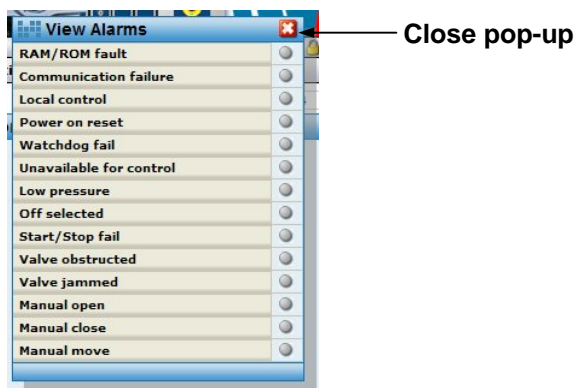 View Alarms
Close pop-up
RAM/ROM fault
Communication failure
Local control
Power on reset
Watchdog fail
Unavailable for control
Low pressure
Off selected
Start/Stop fail
Valve obstructed
Valve jammed
Manual open
Manual close
Manual move